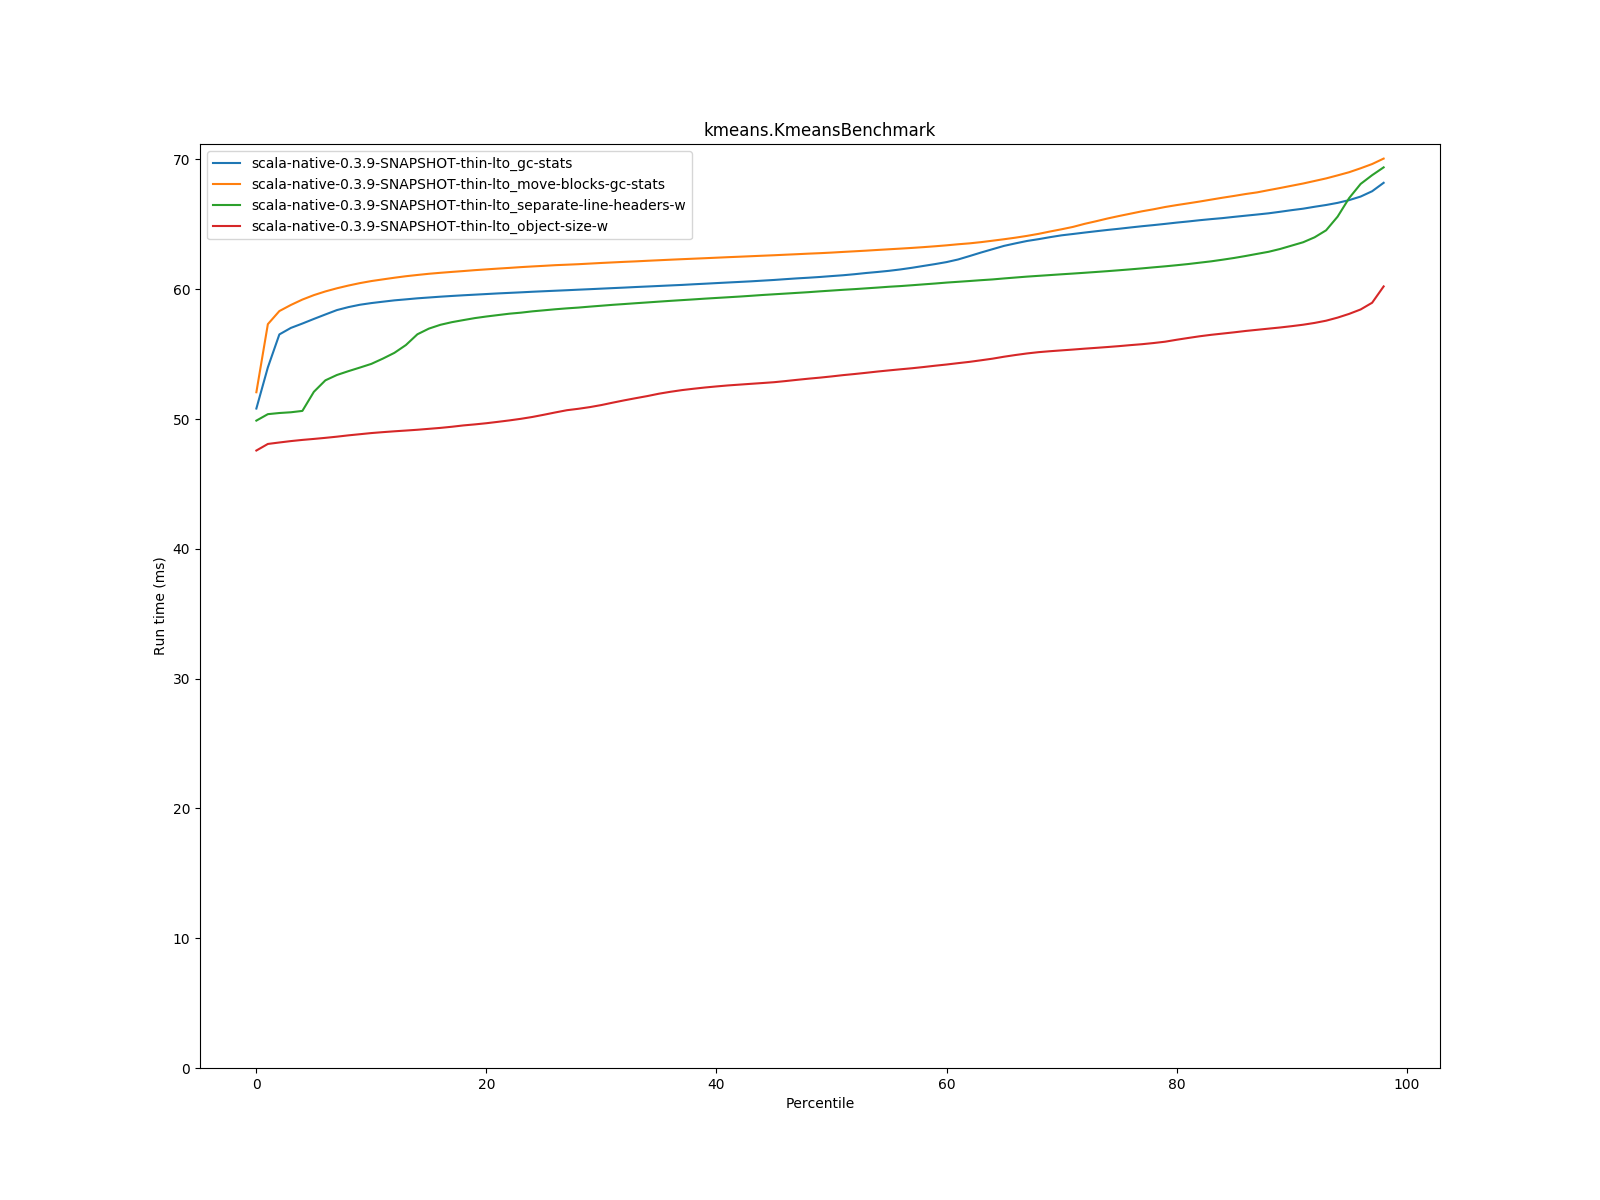 kmeans.KmeansBenchmark
scala-native-0.3.9-SNAPSHOT-thin-lto_gc-stats
scala-native-0.3.9-SNAPSHOT-thin-lto_move-blocks-gc-stats
scala-native-0.3.9-SNAPSHOT-thin-lto_separate-line-headers-w
scala-native-0.3.9-SNAPSHOT-thin-lto_object-size-w
70
60
50
40
30
20
10
0
Run time (ms)
0 20 40 60 80 100
Percentile